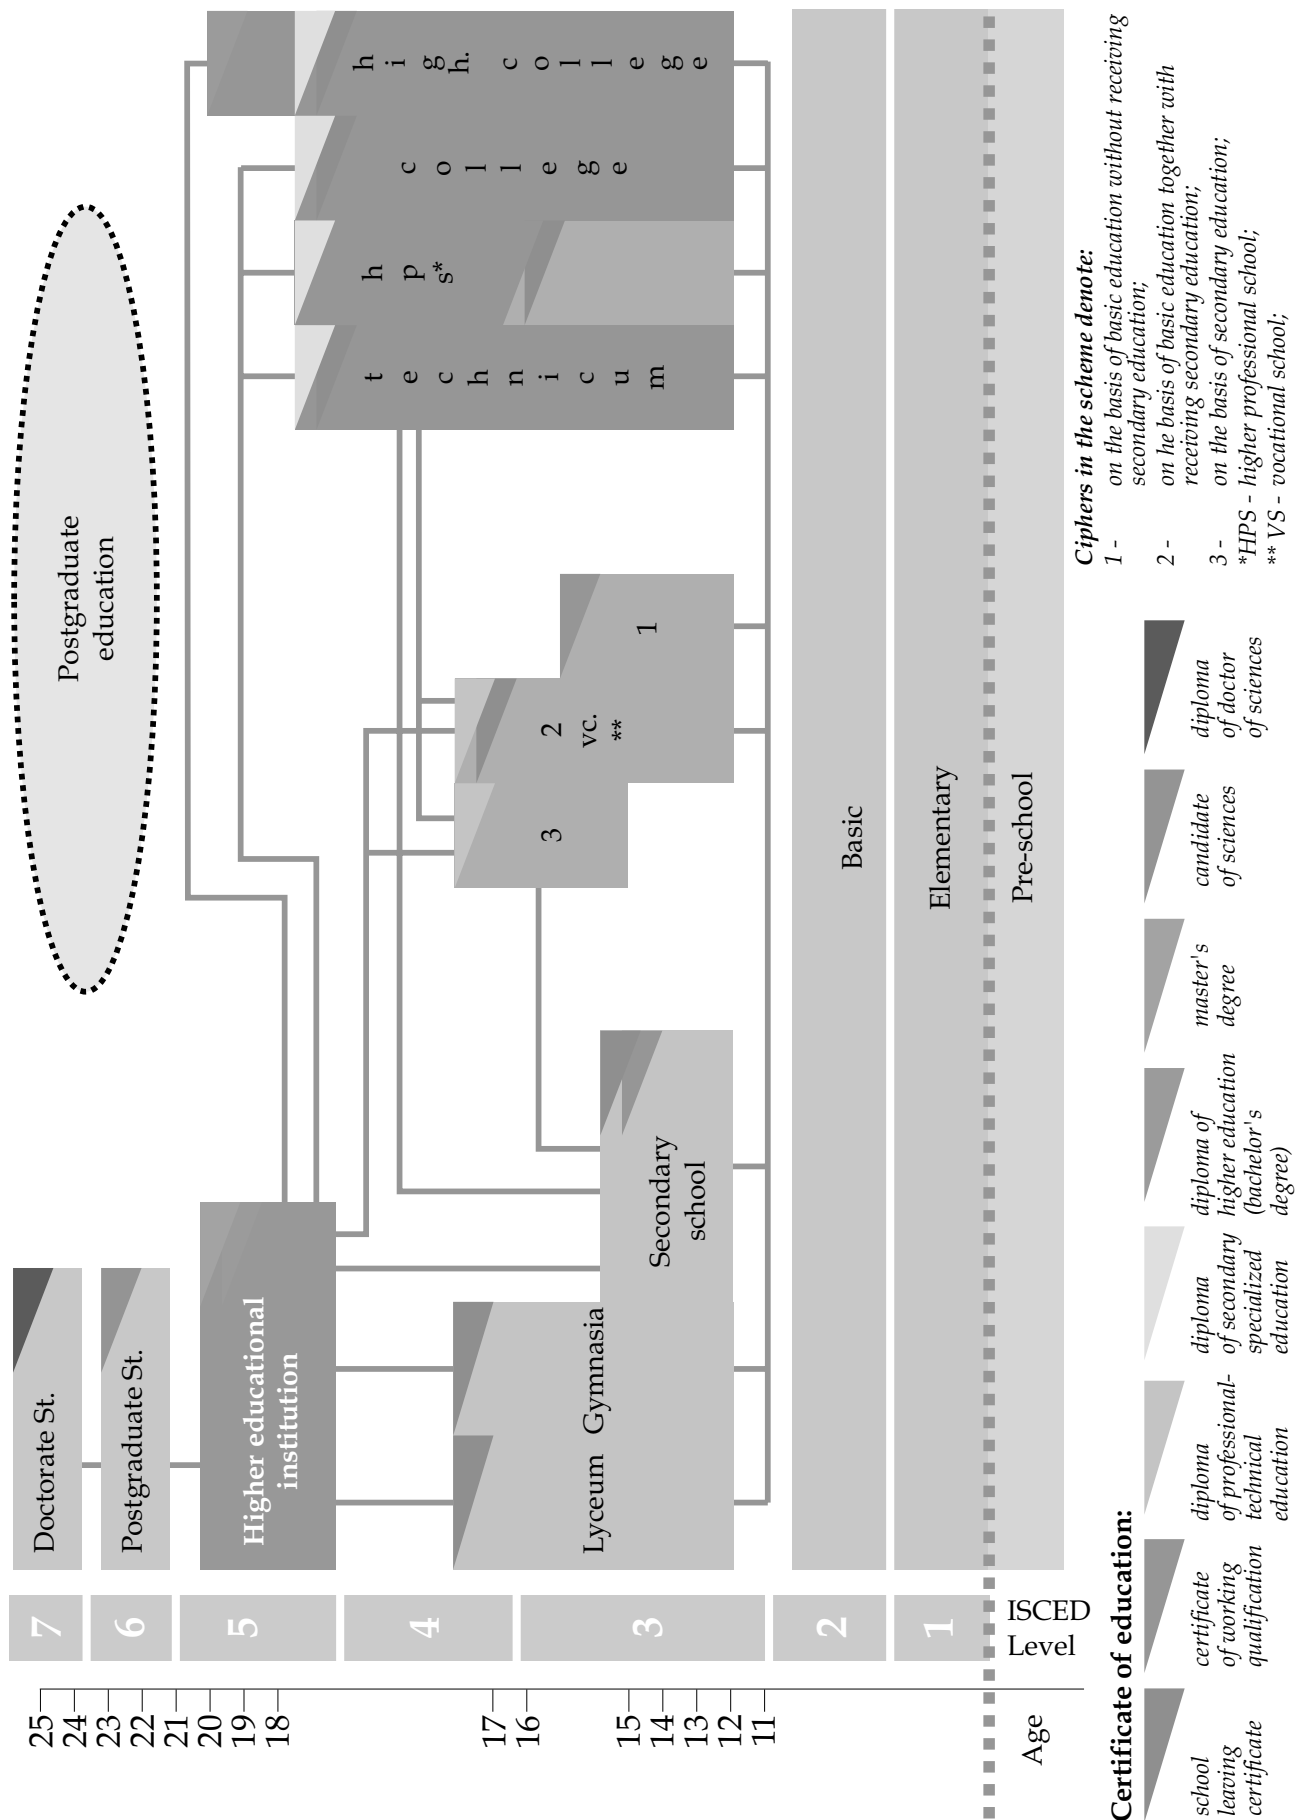 Postgraduate
education
Doctorate St.
Postgraduate St.
Higher educational
institution
Lyceum Gymnasia
Secondary
school
3
2
vc.
**
1
technicum
hps*
college
high. college
Basic
Elementary
Pre-school
7
6
5
4
3
2
1
ISCED
Level
25
24
23
22
21
20
19
18
17
16
15
14
13
12
11
Age
Certificate of education:
school
leaving
certificate
certificate
of working
qualification
diploma
of professional-
technical
education
diploma
of secondary
specialized
education
diploma of
higher education
(bachelor's
degree)
master's
degree
candidate
of sciences
diploma
of doctor
of sciences
Ciphers in the scheme denote:
1 - on the basis of basic education without receiving
secondary education;
2 - on he basis of basic education together with
receiving secondary education;
3 - on the basis of secondary education;
*HPS - higher professional school;
** VS - vocational school;